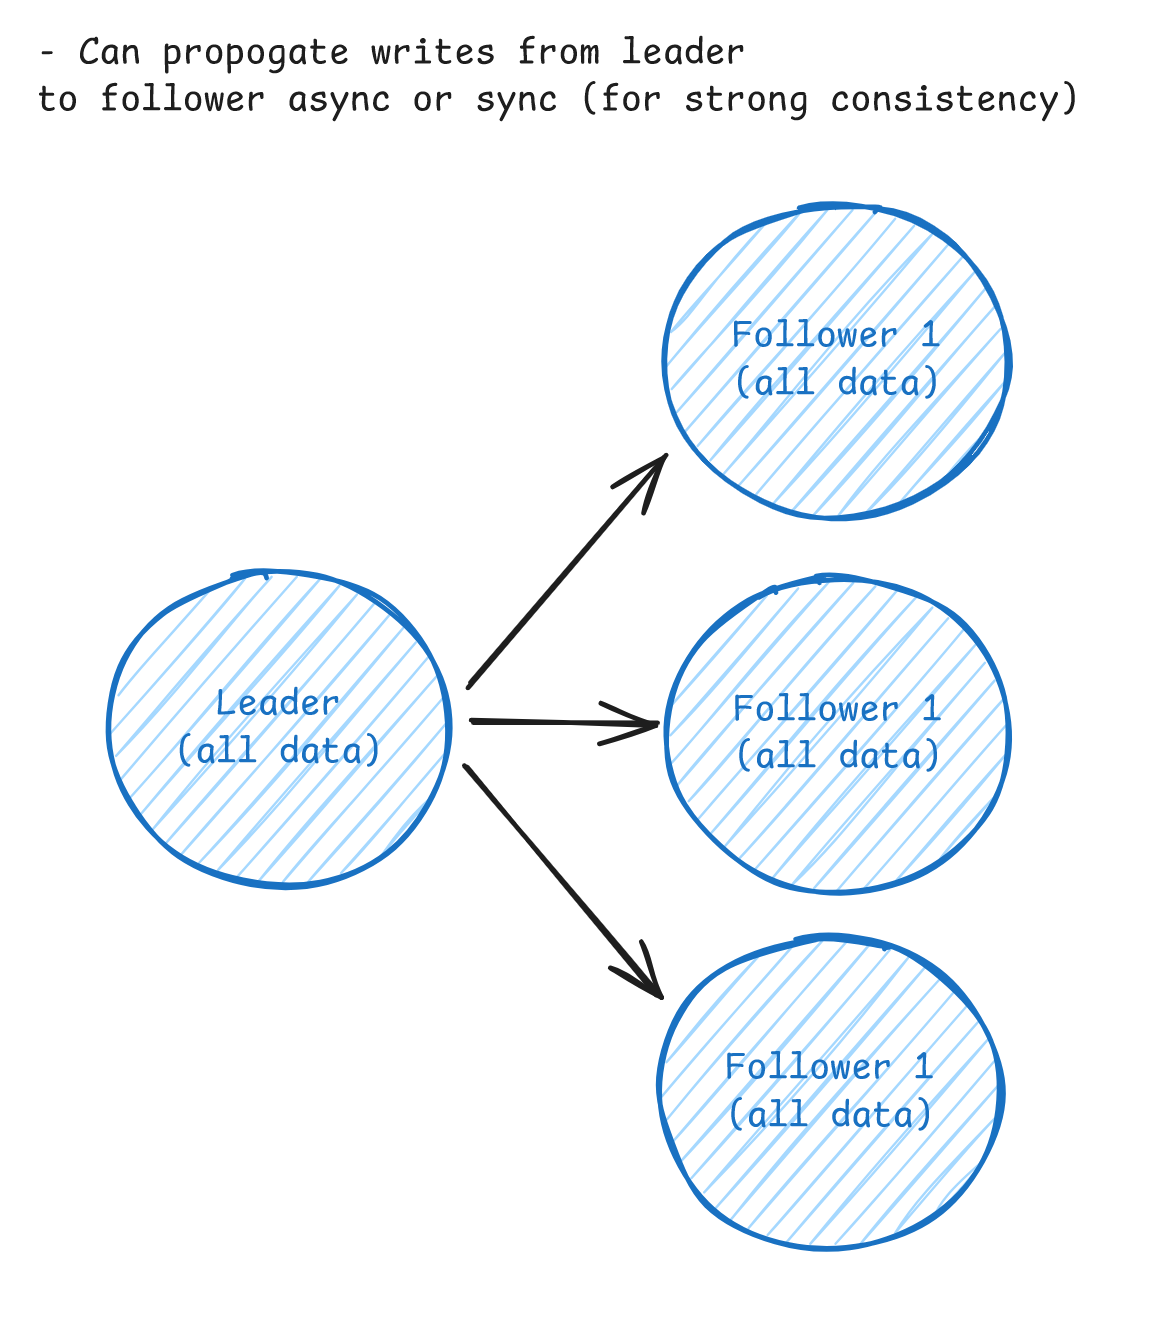 - Can propogate writes from leader
to follower async or sync (for strong consistency)
Follower 1
(all data)
Leader
(all data)
Follower 1
(all data)
Follower 1
(all data)